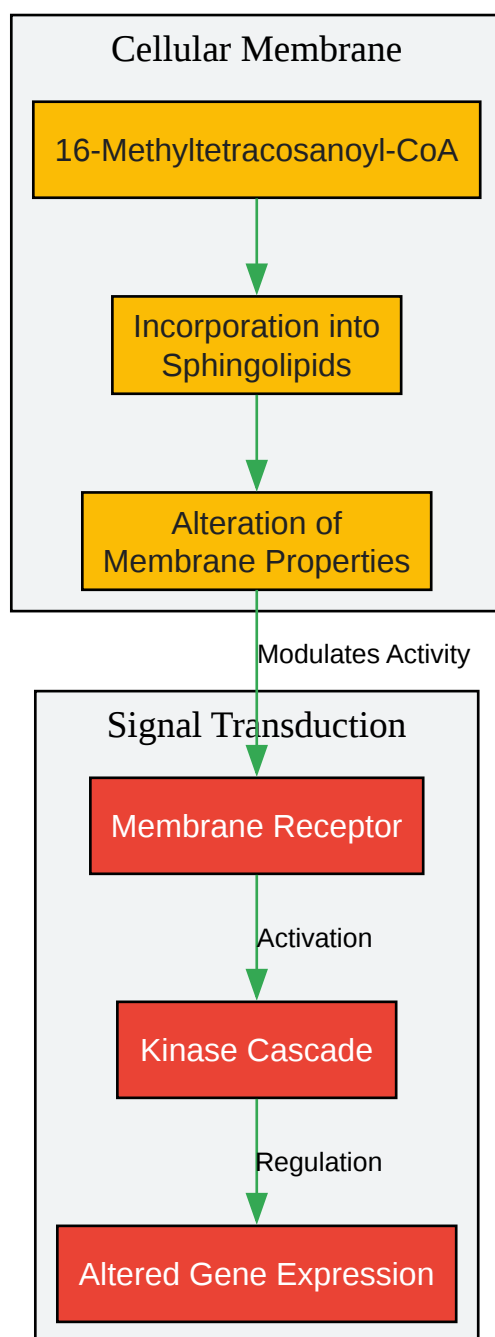 Cellular Membrane
16-Methyltetracosanoyl-CoA
Incorporation into
Sphingolipids
Alteration of
Membrane Properties
Modulates Activity
Signal Transduction
Membrane Receptor
Activation
Kinase Cascade
Regulation
Altered Gene Expression